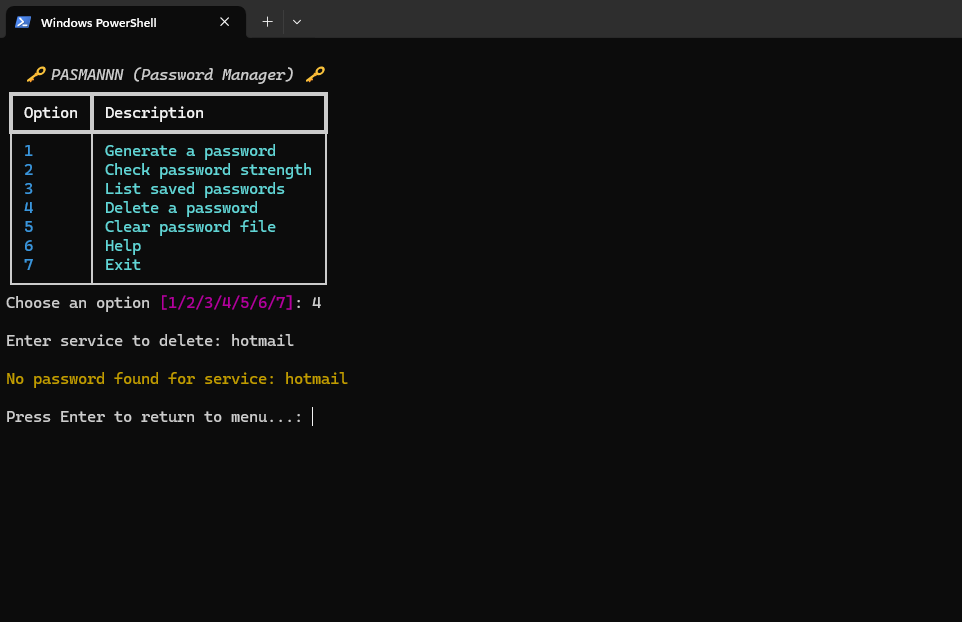 Windows PowerShell
PASMANNN (Password Manager)
Option Description
1 Generate a password
2 Check password strength
3 List saved passwords
4 Delete a password
5 Clear password file
6 Help
7 Exit
Choose an option [1/2/3/4/5/6/7]: 4
Enter service to delete: hotmail
No password found for service: hotmail
Press Enter to return to menu...: